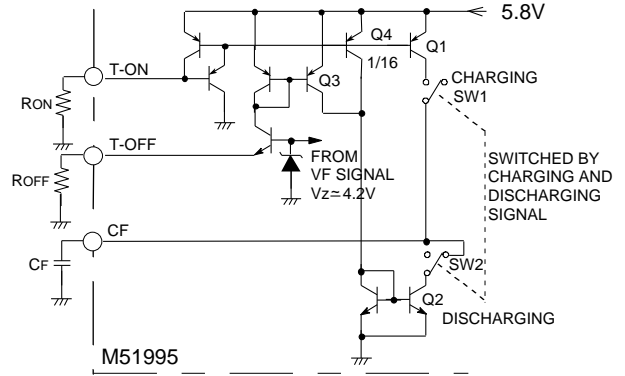 5.8V
Q4
Q1
T-ON
1/16
Q3
CHARGING
SW1
RON
T-OFF
FROM
VF SIGNAL
Vz≃4.2V
SWITCHED BY
CHARGING AND
DISCHARGING
SIGNAL
ROFF
CF
SW2
CF
Q2
DISCHARGING
M51995